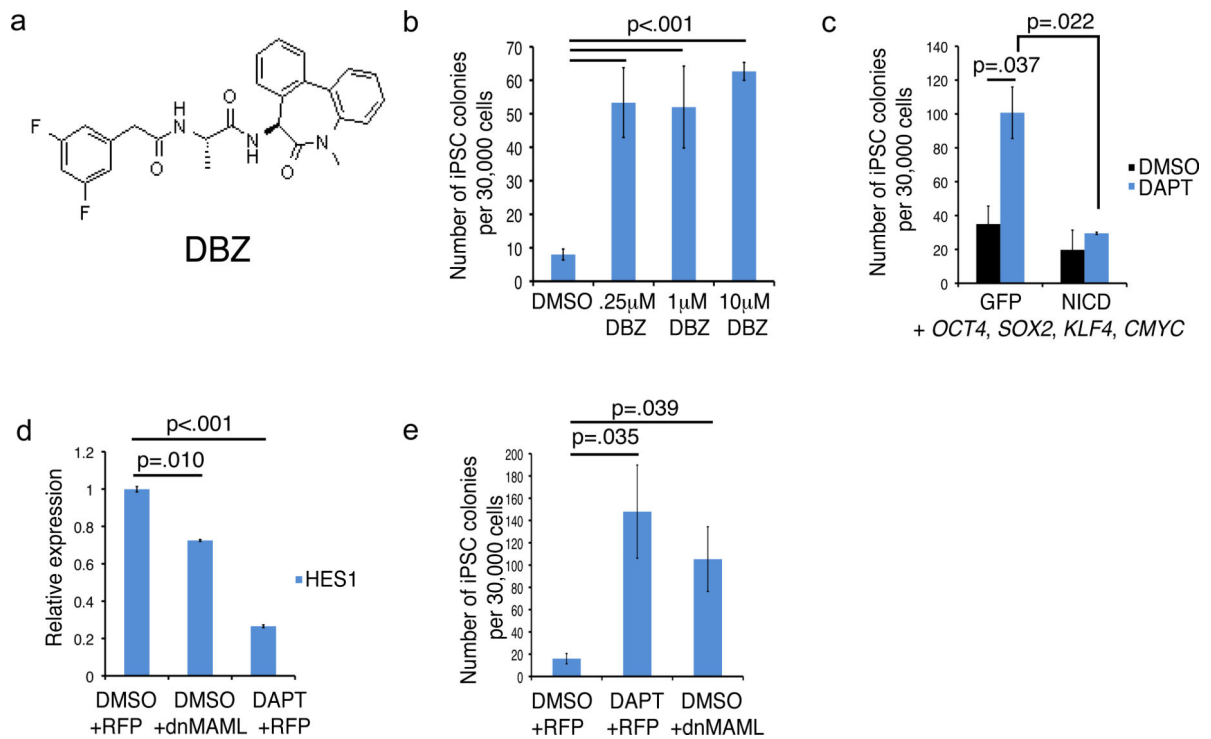 a
F
F
H
N
O
O
N
H
O
N
DBZ
b
p<.001
Number of iPSC colonies
per 30,000 cells
70
60
50
40
30
20
10
0
DMSO .25μM 1μM 10μM
DBZ DBZ DBZ
c
p=.022
p=.037
Number of iPSC colonies
per 30,000 cells
140
120
100
80
60
40
20
0
DMSO
DAPT
GFP NICD
+ OCT4, SOX2, KLF4, CMYC
d
p<.001
p=.010
Relative expression
1.2
1
0.8
0.6
0.4
0.2
0
HES1
DMSO DMSO DAPT
+RFP +dnMAML +RFP
e
p=.039
p=.035
Number of iPSC colonies
per 30,000 cells
200
180
160
140
120
100
80
60
40
20
0
DMSO DAPT DMSO
+RFP +RFP +dnMAML